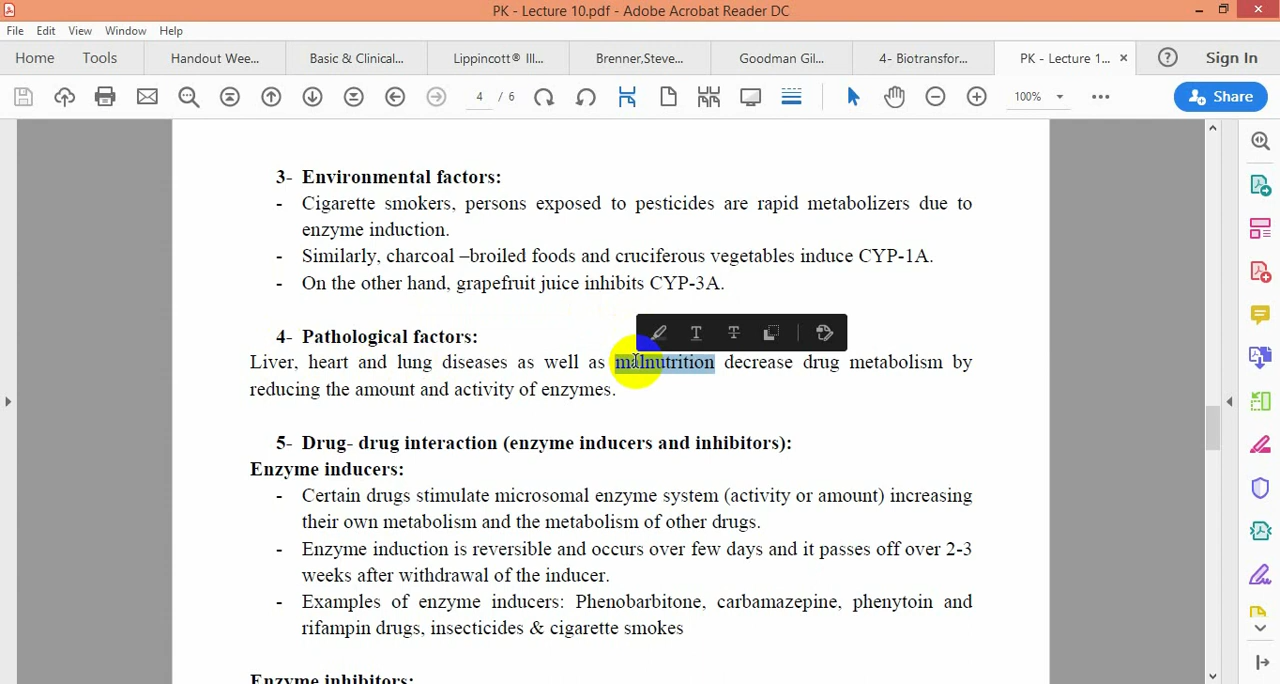 PK - Lecture 10.pdf - Adobe Acrobat Reader DC
File Edit View Window Help
Home Tools Handout Wee... Basic & Clinical... Lippincott® Ill... Brenner,Steve... Goodman Gil... 4- Biotransfor... PK - Lecture 1... Sign In
4 / 6 100% Share
3- Environmental factors:
- Cigarette smokers, persons exposed to pesticides are rapid metabolizers due to
enzyme induction.
- Similarly, charcoal –broiled foods and cruciferous vegetables induce CYP-1A.
- On the other hand, grapefruit juice inhibits CYP-3A.
4- Pathological factors:
Liver, heart and lung diseases as well as malnutrition decrease drug metabolism by
reducing the amount and activity of enzymes.
5- Drug- drug interaction (enzyme inducers and inhibitors):
Enzyme inducers:
- Certain drugs stimulate microsomal enzyme system (activity or amount) increasing
their own metabolism and the metabolism of other drugs.
- Enzyme induction is reversible and occurs over few days and it passes off over 2-3
weeks after withdrawal of the inducer.
- Examples of enzyme inducers: Phenobarbitone, carbamazepine, phenytoin and
rifampin drugs, insecticides & cigarette smokes
Enzyme inhibitors: